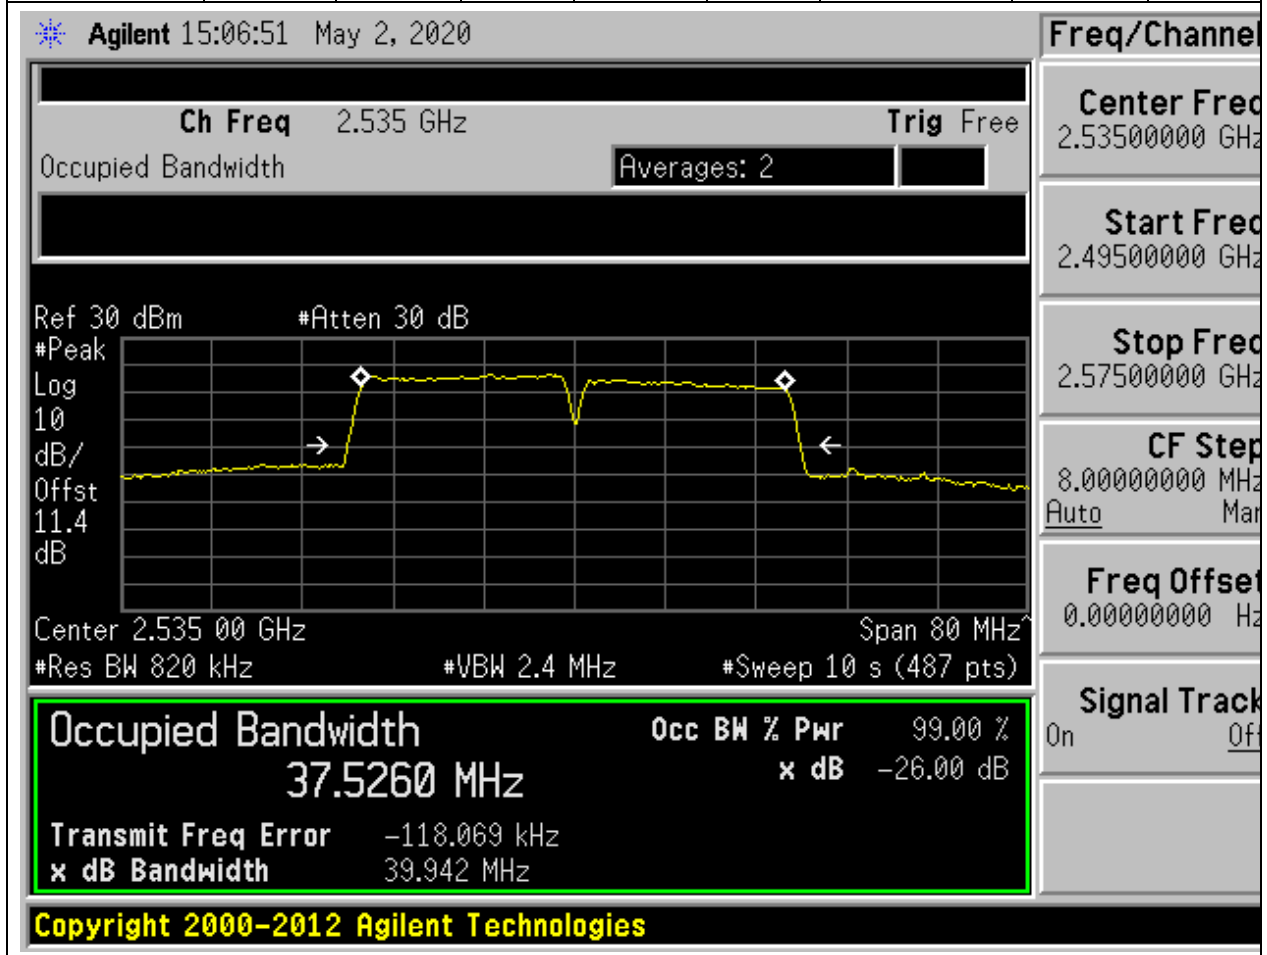 Agilent 15:06:51 May 2, 2020
Freq/Channel
Ch Freq 2.535 GHz Trig Free
Occupied Bandwidth Averages: 2
Center Freq
2.53500000 GHz
Start Freq
2.49500000 GHz
Stop Freq
2.57500000 GHz
CF Step
8.00000000 MHz
Auto Man
Freq Offset
0.00000000 Hz
Signal Track
On Off
Ref 30 dBm #Atten 30 dB
#Peak
Log
10
dB/
Offst
11.4
dB
Center 2.535 00 GHz Span 80 MHz^
#Res BW 820 kHz #VBW 2.4 MHz #Sweep 10 s (487 pts)
Occupied Bandwidth
37.5260 MHz
Occ BW % Pwr 99.00 %
x dB -26.00 dB
Transmit Freq Error -118.069 kHz
x dB Bandwidth 39.942 MHz
Copyright 2000-2012 Agilent Technologies